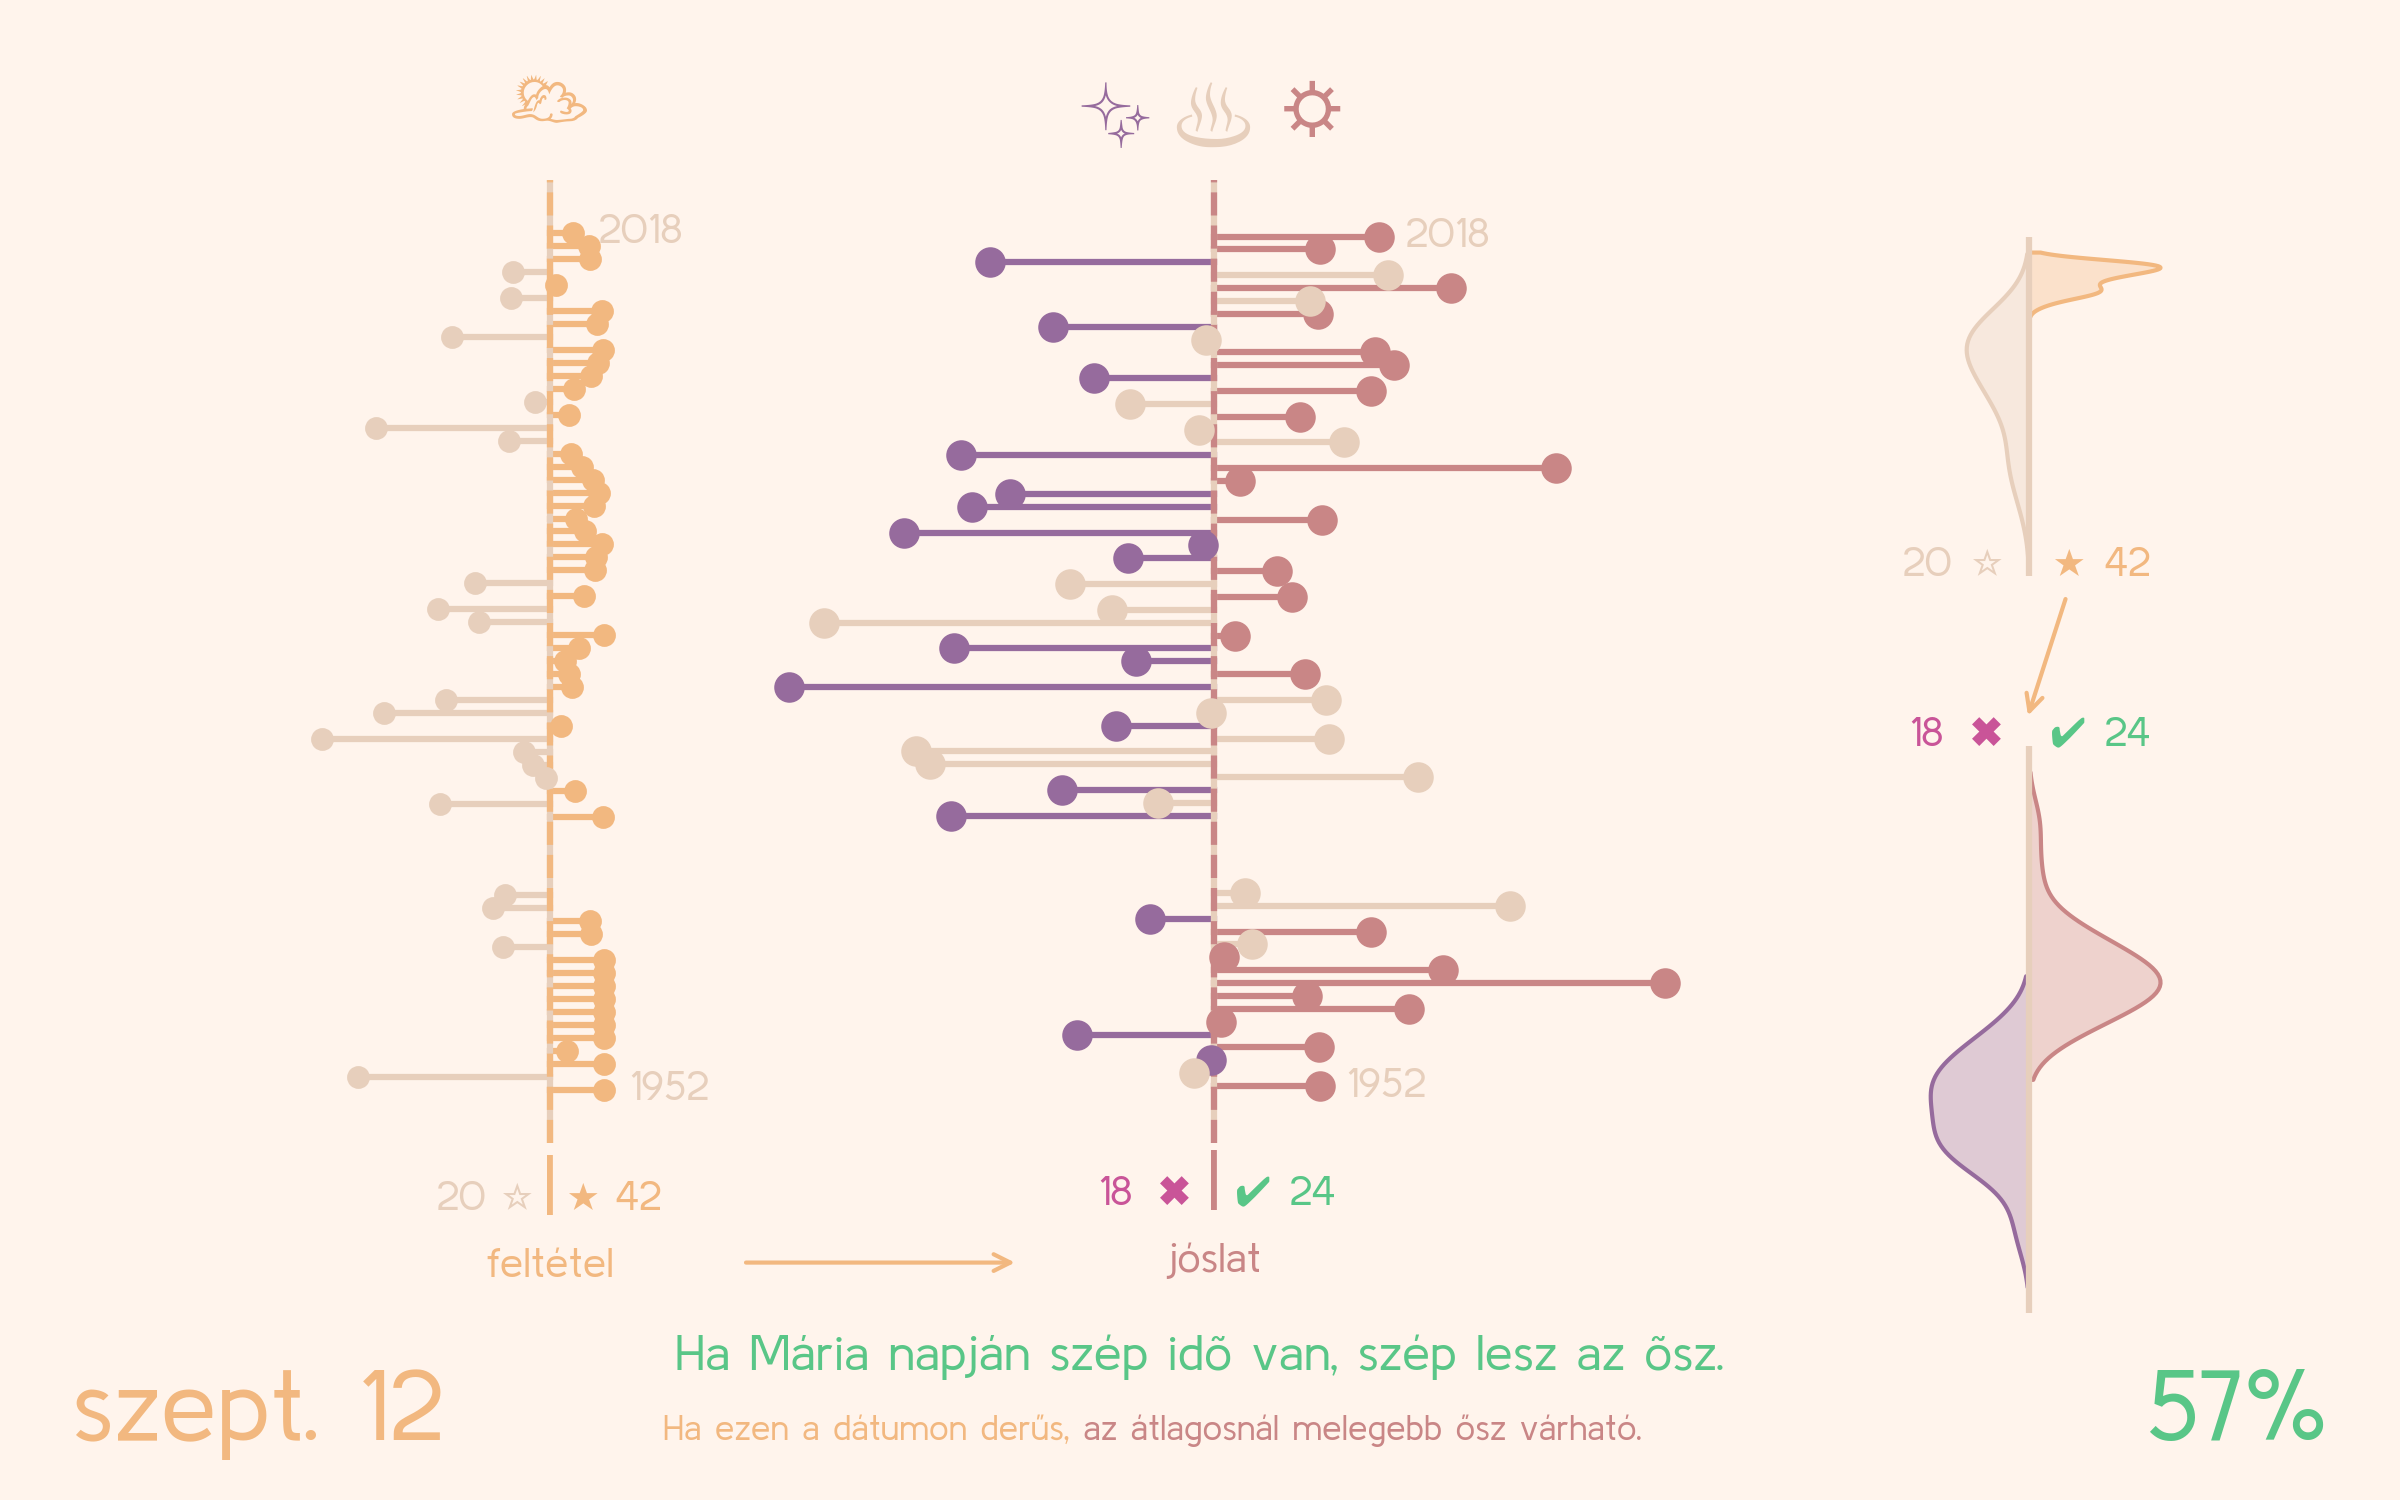 2018
2018
20 ☆ ★ 42
18 ✖ ✔ 24
1952
1952
20 ☆ ★ 42
18 ✖ ✔ 24
feltétel
jóslat
Ha Mária napján szép idõ van, szép lesz az õsz.
szept. 12
57%
Ha ezen a dátumon derűs, az átlagosnál melegebb ősz várható.